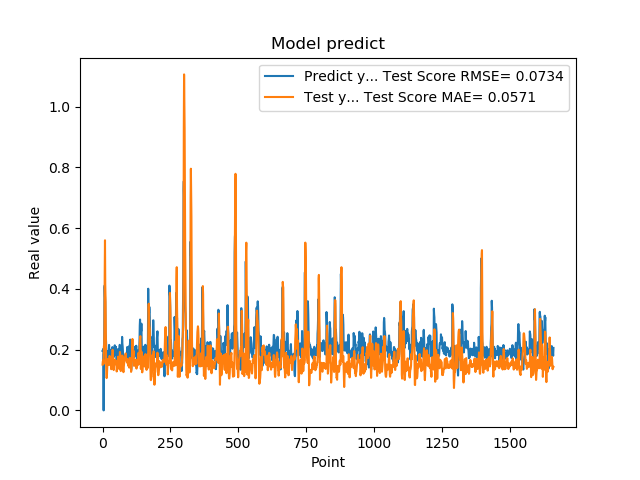 Model predict
Predict y... Test Score RMSE= 0.0734
Test y... Test Score MAE= 0.0571
Real value
1.0
0.8
0.6
0.4
0.2
0.0
0 250 500 750 1000 1250 1500
Point